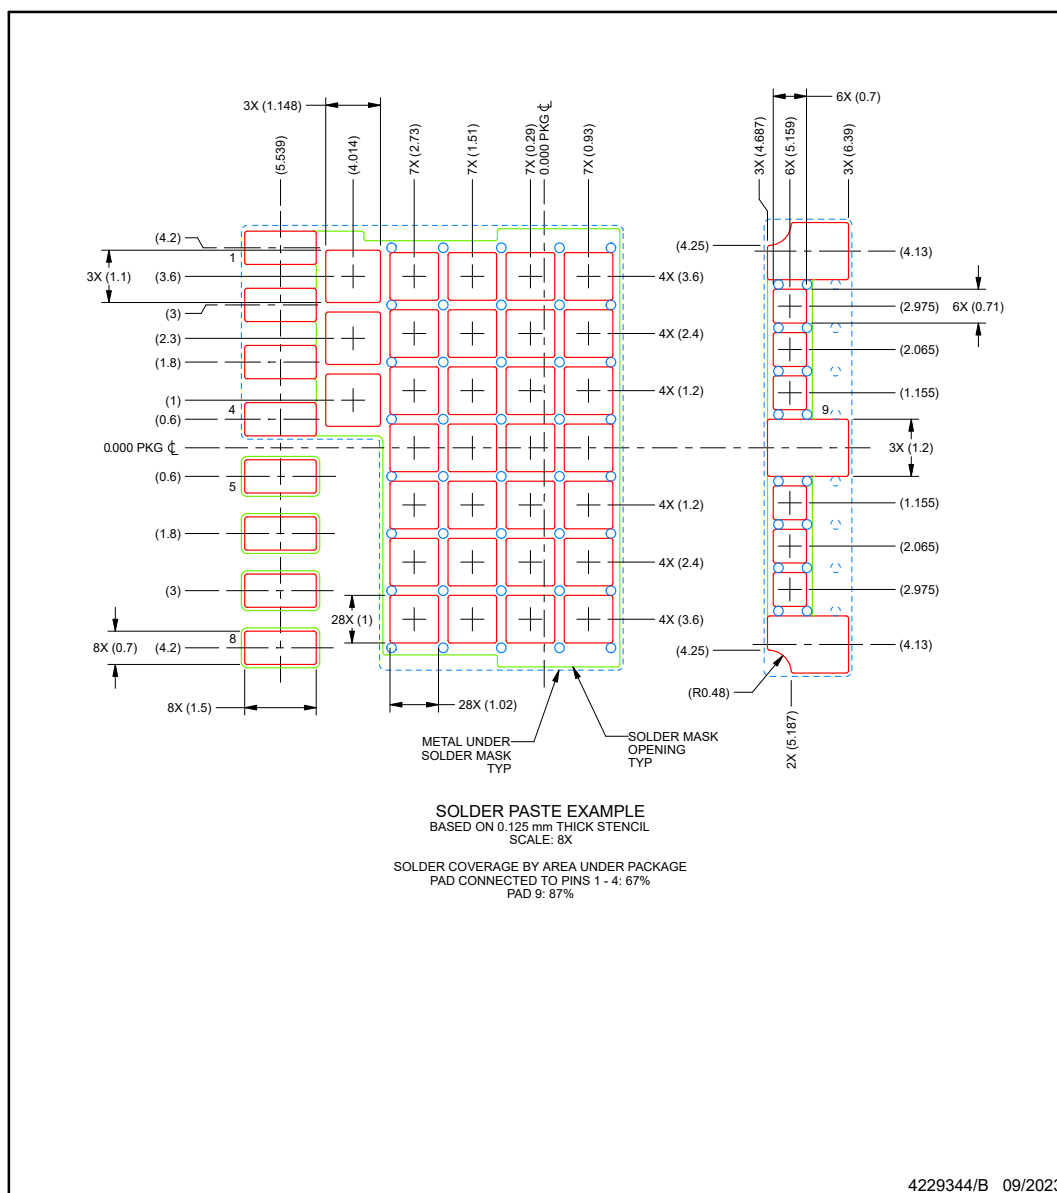 3X (1.148)
(5.539)
(4.014)
7X (2.73)
7X (1.51)
7X (0.29)
0.000 PKG ℄
7X (0.93)
3X (4.687)
6X (5.159)
3X (6.39)
6X (0.7)
(4.2)
1
3X (1.1)
(3.6)
(3)
(2.3)
(1.8)
(1)
4
(0.6)
0.000 PKG ℄
(0.6)
5
(1.8)
(3)
8
8X (0.7)
(4.2)
8X (1.5)
4X (3.6)
4X (2.4)
4X (1.2)
4X (1.2)
4X (2.4)
28X (1)
4X (3.6)
28X (1.02)
METAL UNDER
SOLDER MASK
TYP
SOLDER MASK
OPENING
TYP
(4.25)
(4.13)
(2.975)
6X (0.71)
(2.065)
(1.155)
9
3X (1.2)
(1.155)
(2.065)
(2.975)
(4.25)
(4.13)
(R0.48)
2X (5.187)
SOLDER PASTE EXAMPLE
BASED ON 0.125 mm THICK STENCIL
SCALE: 8X
SOLDER COVERAGE BY AREA UNDER PACKAGE
PAD CONNECTED TO PINS 1 - 4: 67%
PAD 9: 87%
4229344/B 09/2023